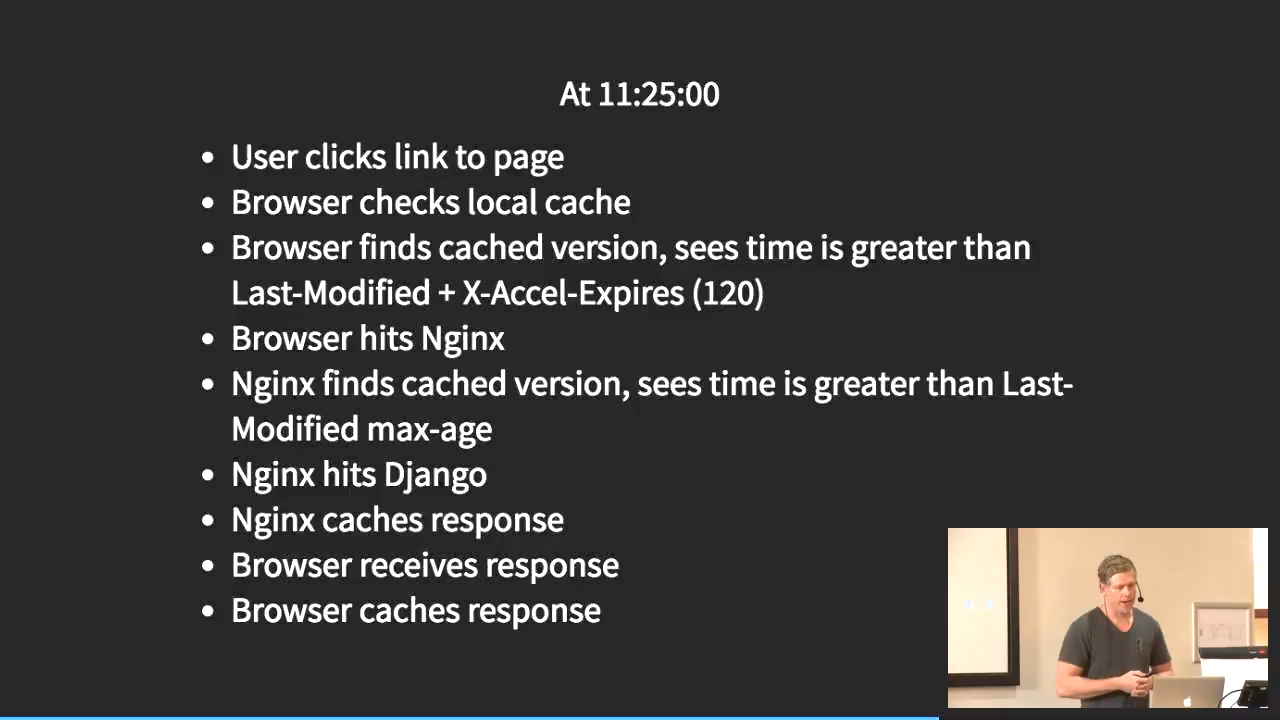 At 11:25:00
• User clicks link to page
• Browser checks local cache
• Browser finds cached version, sees time is greater than
Last-Modified + X-Accel-Expires (120)
• Browser hits Nginx
• Nginx finds cached version, sees time is greater than Last-
Modified max-age
• Nginx hits Django
• Nginx caches response
• Browser receives response
• Browser caches response